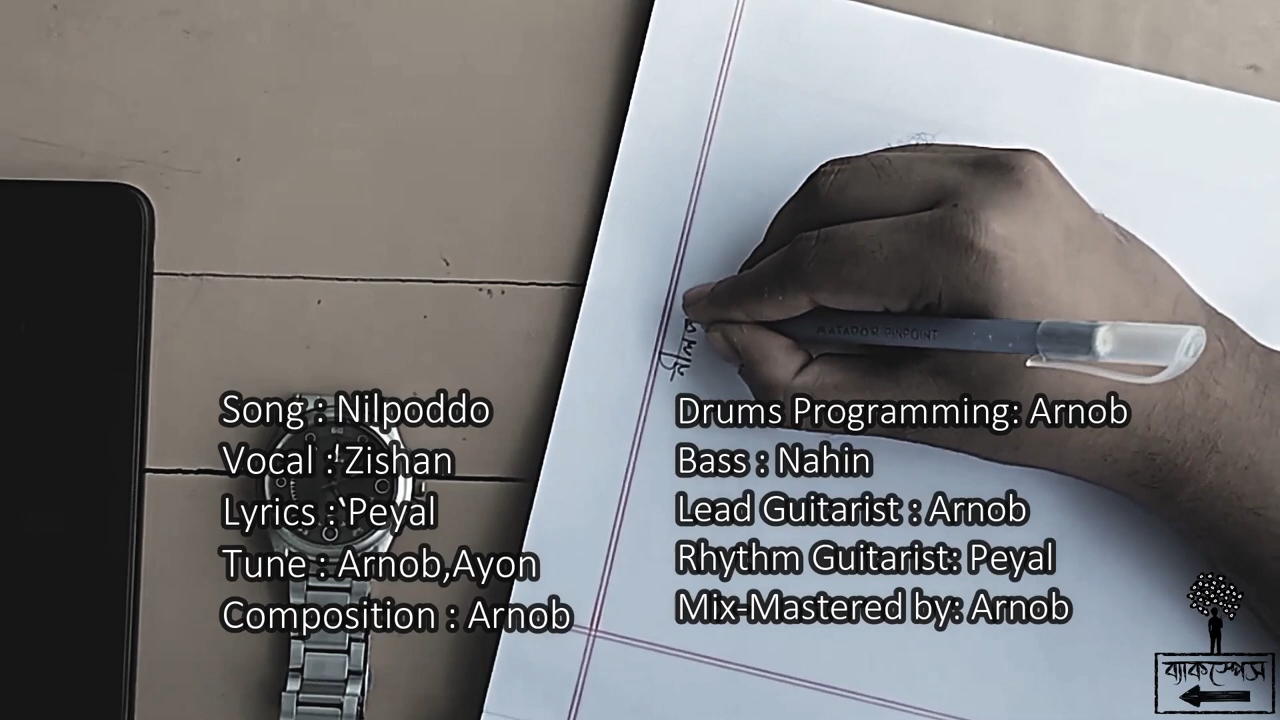 MATADOR PINPOINT
নীলপ
Song : Nilpoddo
Vocal : Zishan
Lyrics : Peyal
Tune : Arnob,Ayon
Composition : Arnob
Drums Programming: Arnob
Bass : Nahin
Lead Guitarist : Arnob
Rhythm Guitarist: Peyal
Mix-Mastered by: Arnob
ব্যাকস্পেস